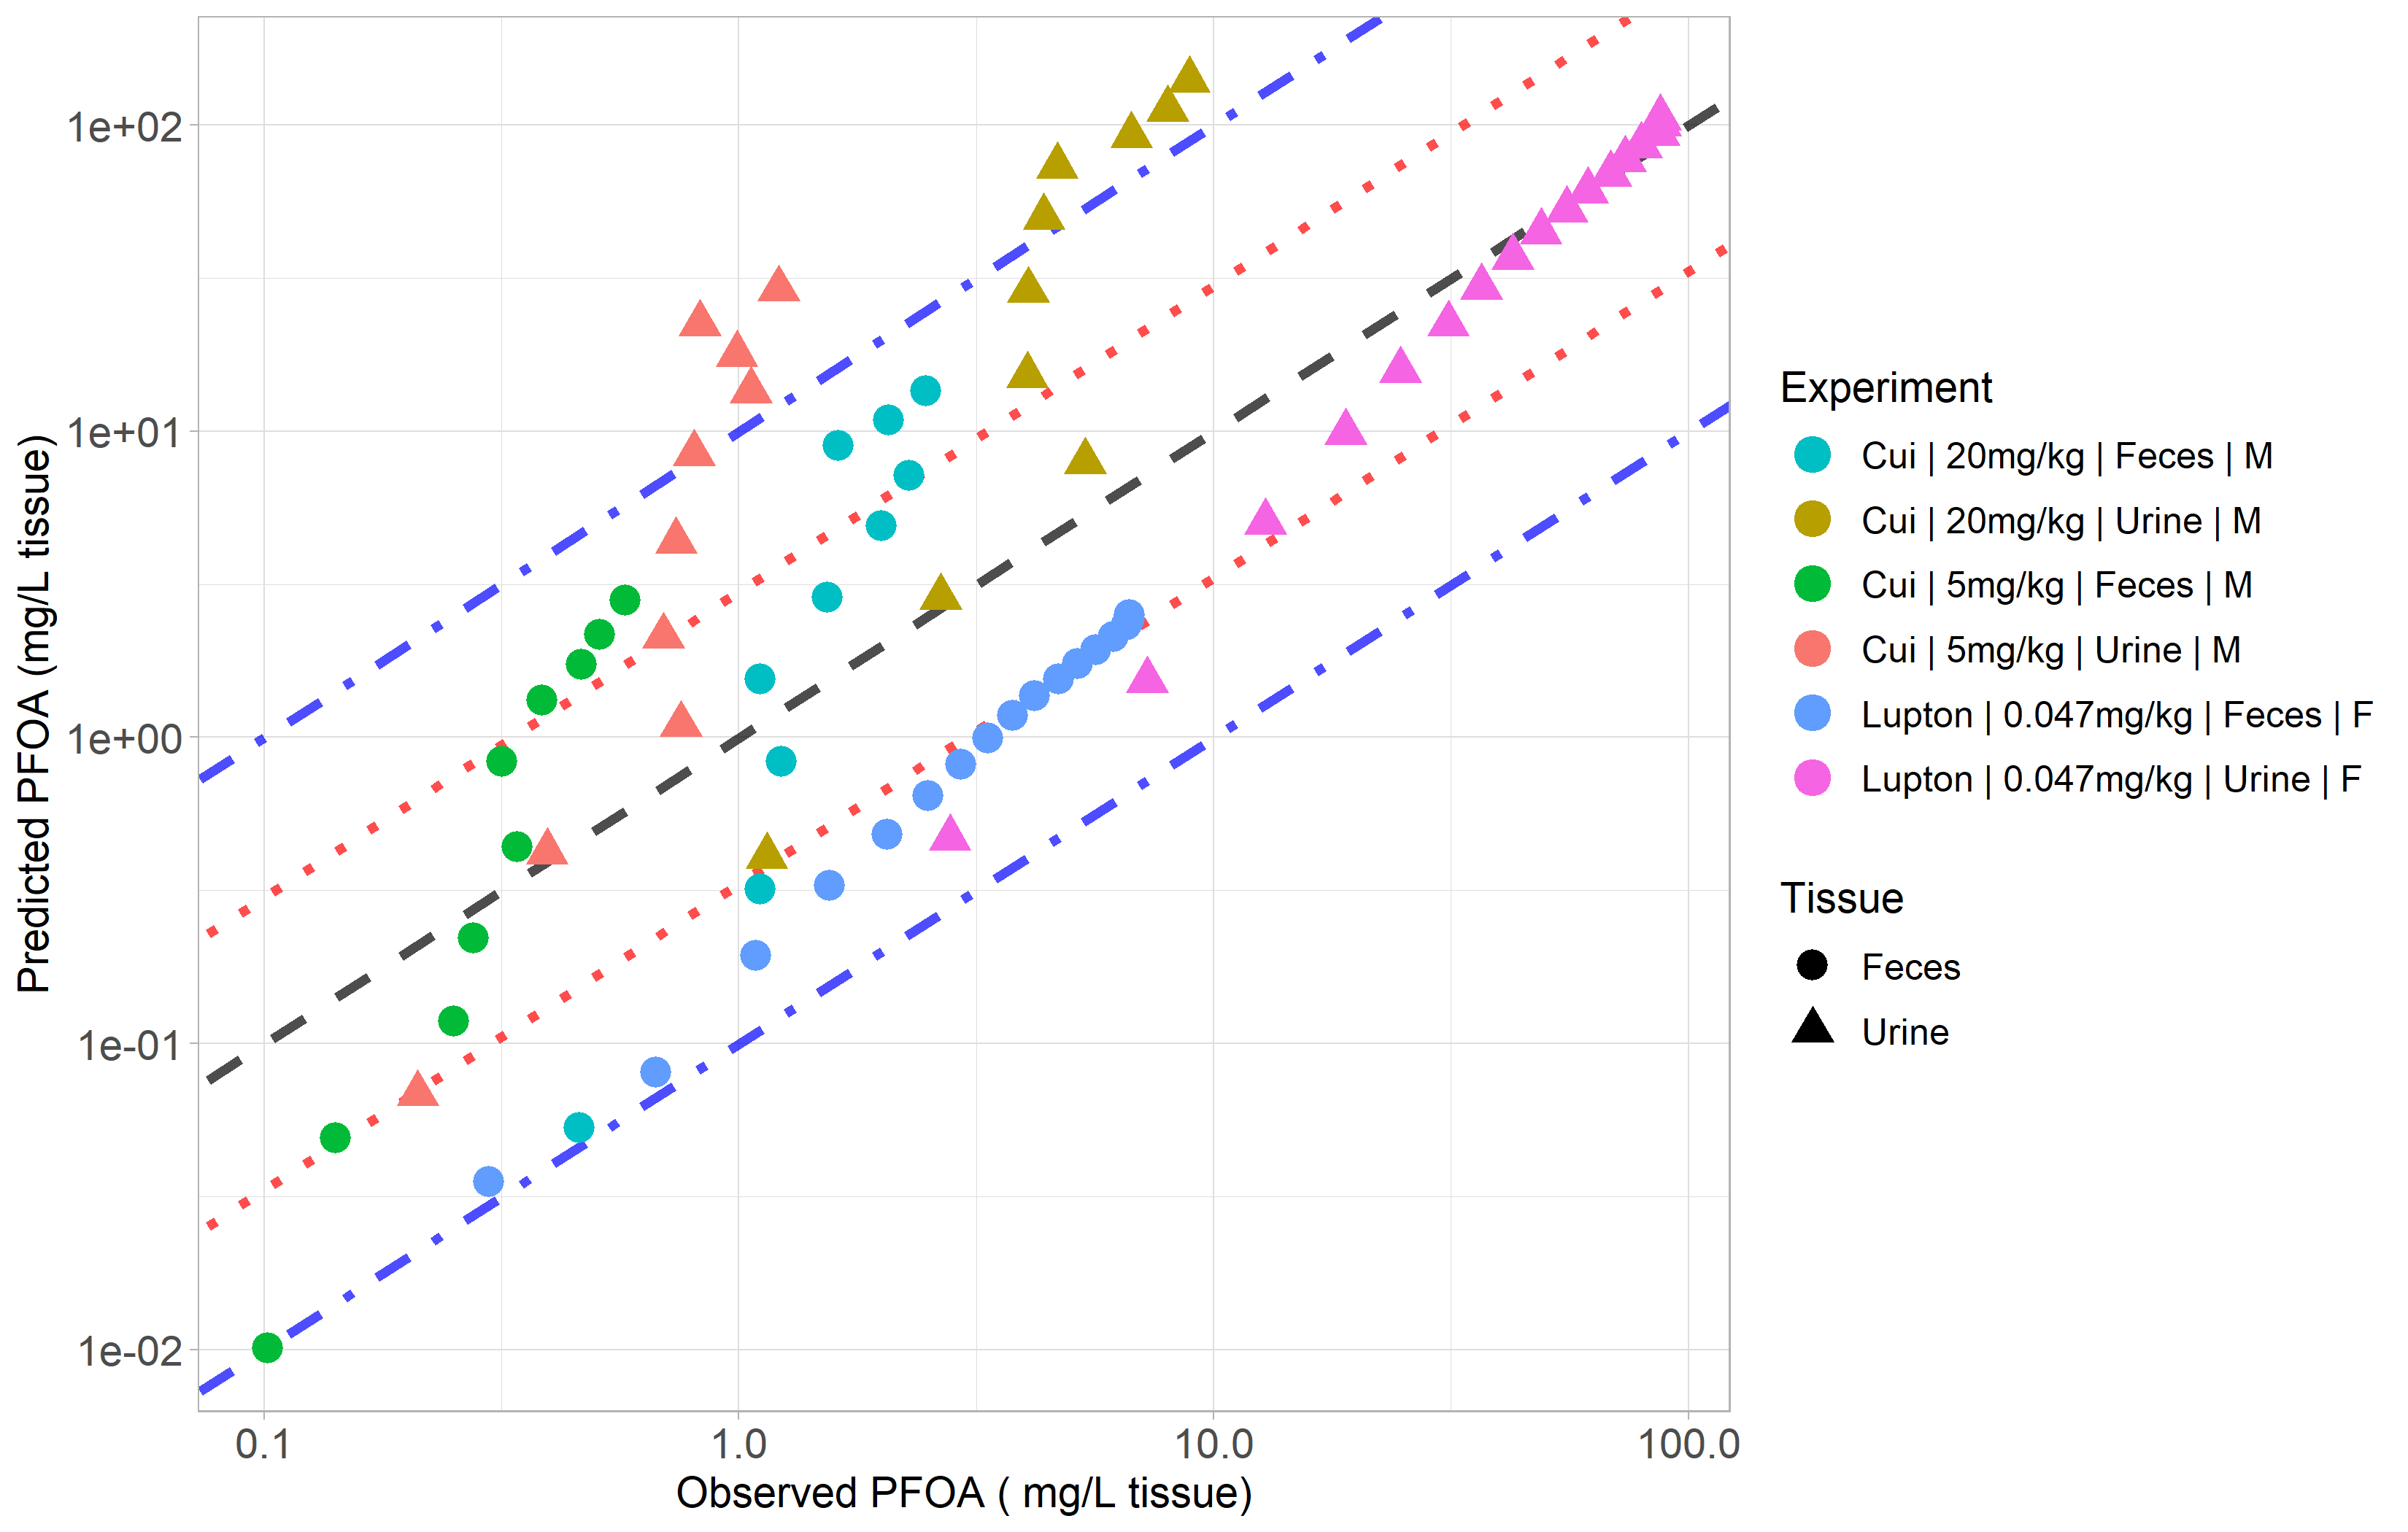 Predicted PFOA (mg/L tissue)
1e+02
1e+01
1e+00
1e-01
1e-02
0.1
1.0
10.0
100.0
Observed PFOA ( mg/L tissue)
Experiment
Cui | 20mg/kg | Feces | M
Cui | 20mg/kg | Urine | M
Cui | 5mg/kg | Feces | M
Cui | 5mg/kg | Urine | M
Lupton | 0.047mg/kg | Feces | F
Lupton | 0.047mg/kg | Urine | F
Tissue
Feces
Urine